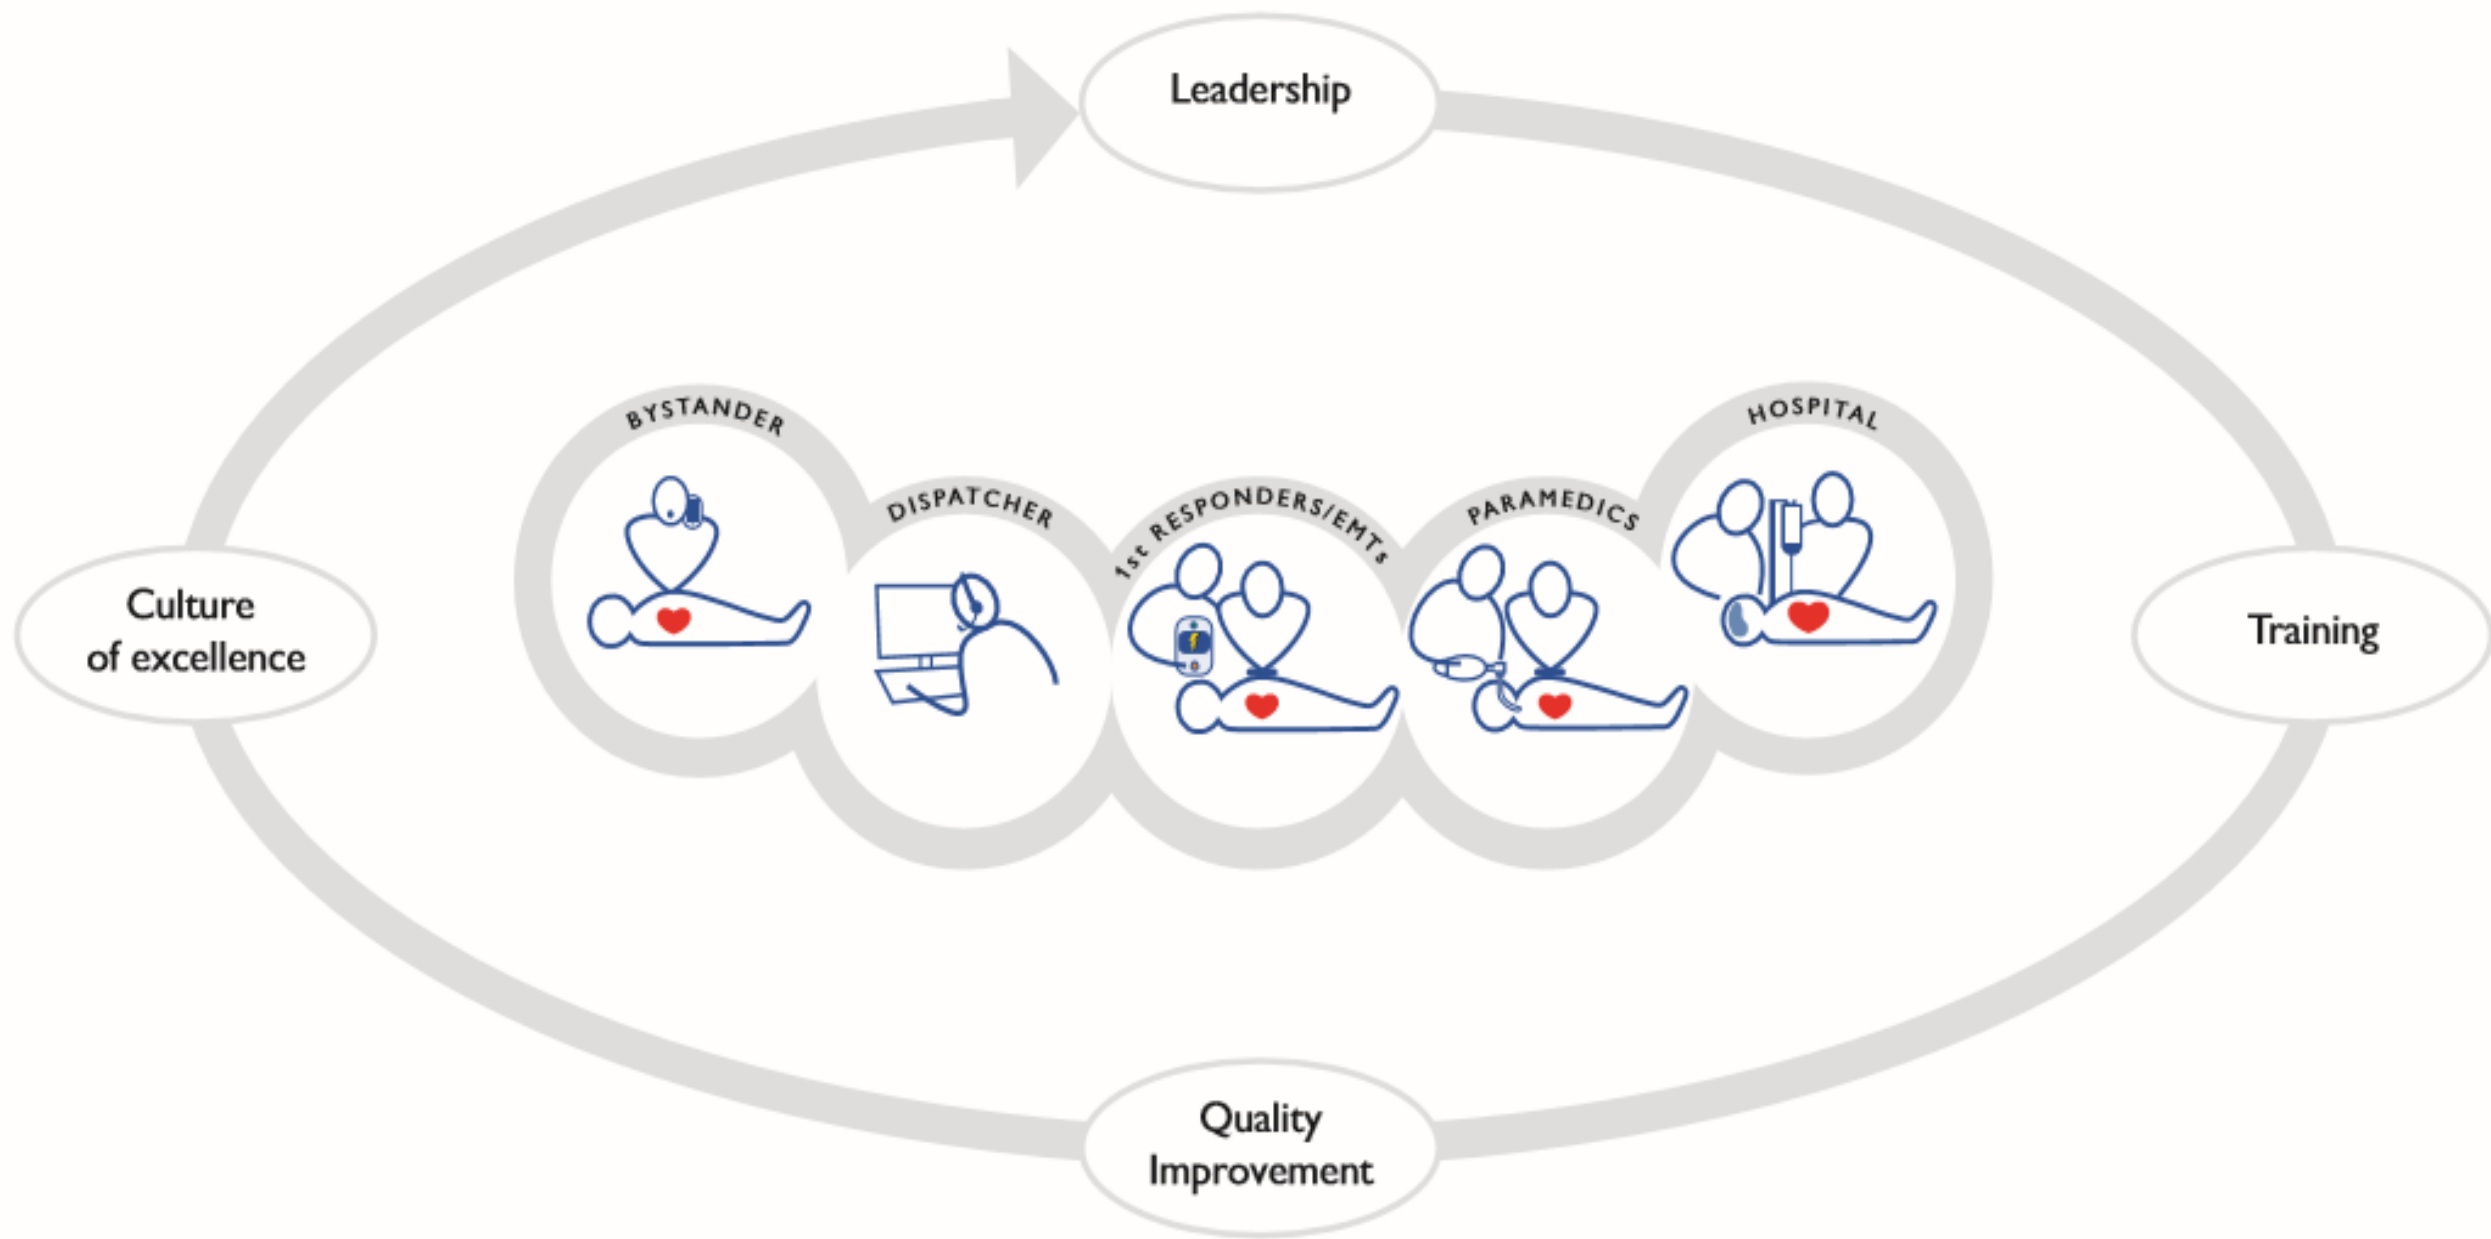 Leadership
BYSTANDER
DISPATCHER
1st RESPONDERS/EMTs
PARAMEDICS
HOSPITAL
Culture
of excellence
Training
Quality
Improvement